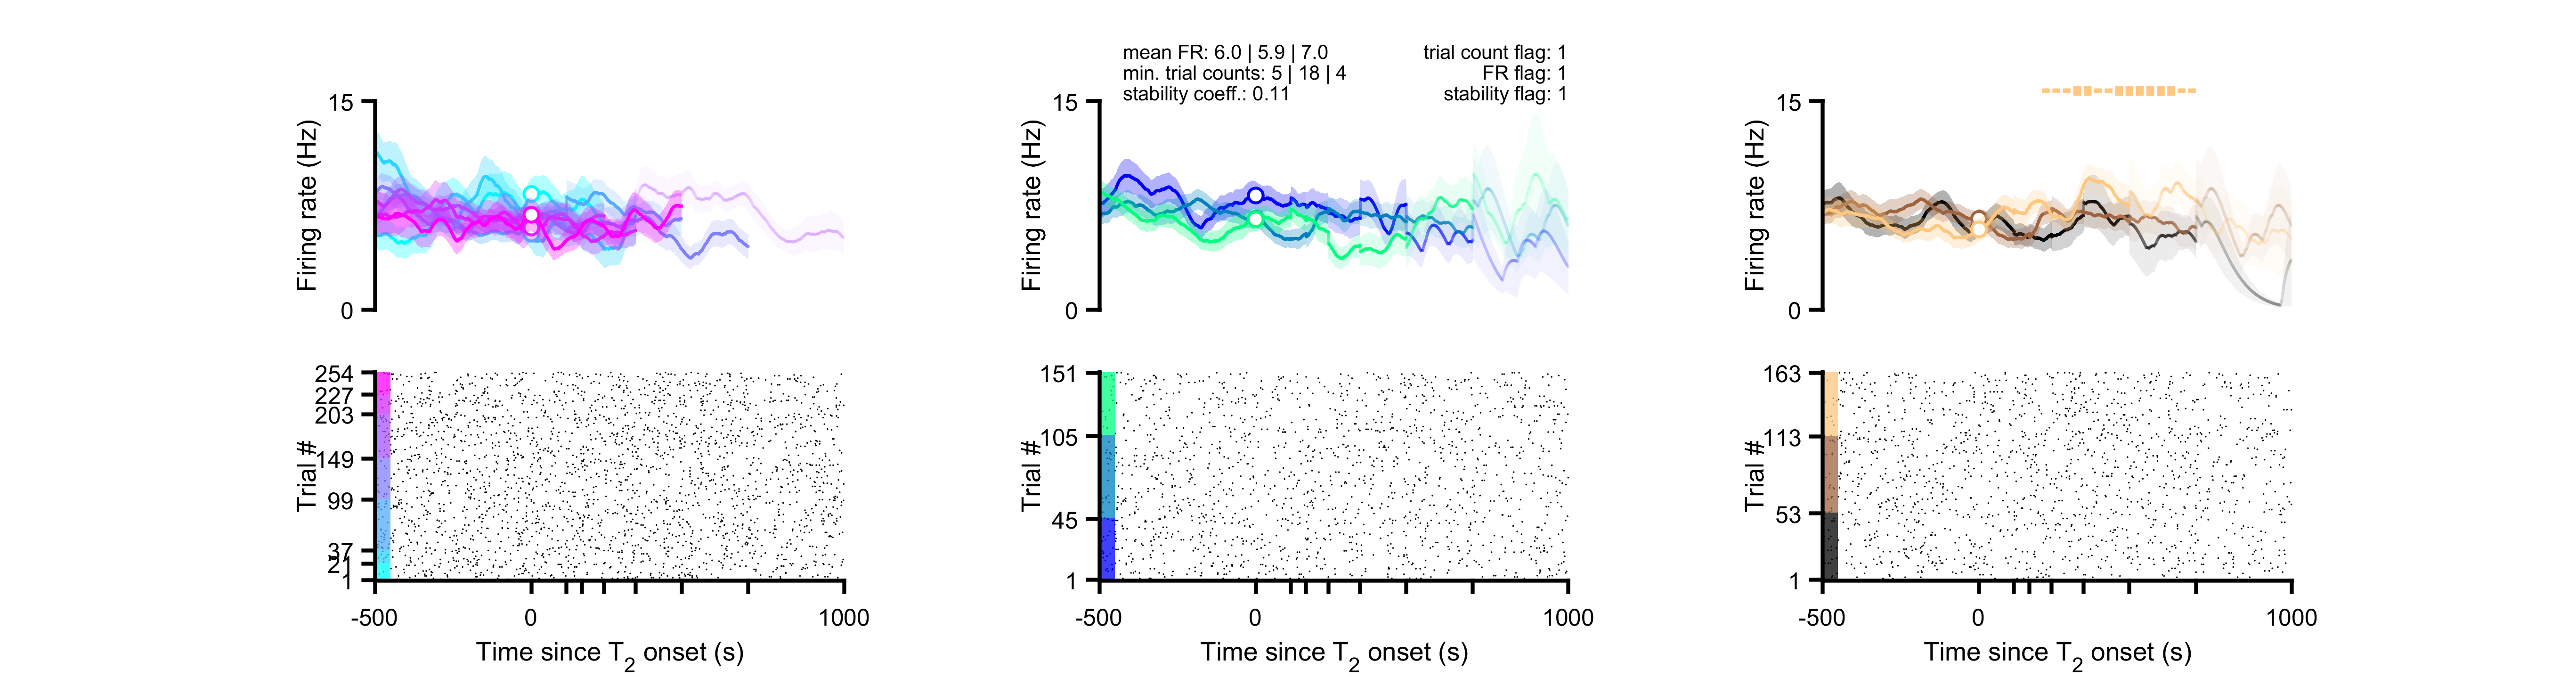 mean FR: 6.0 | 5.9 | 7.0
min. trial counts: 5 | 18 | 4
stability coeff.: 0.11
trial count flag: 1
FR flag: 1
stability flag: 1
15
Firing rate (Hz)
0
15
Firing rate (Hz)
0
15
Firing rate (Hz)
0
254
227
203
149
99
37
21
1
Trial #
-500
0
1000
Time since T2 onset (s)
151
105
45
1
Trial #
-500
0
1000
Time since T2 onset (s)
163
113
53
1
Trial #
-500
0
1000
Time since T2 onset (s)